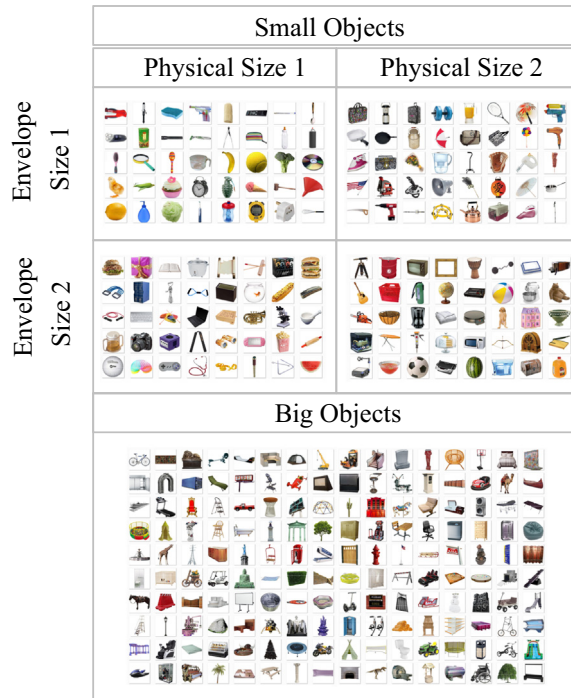 Small Objects
Physical Size 1
Physical Size 2
Envelope
Size 1
Envelope
Size 2
Big Objects